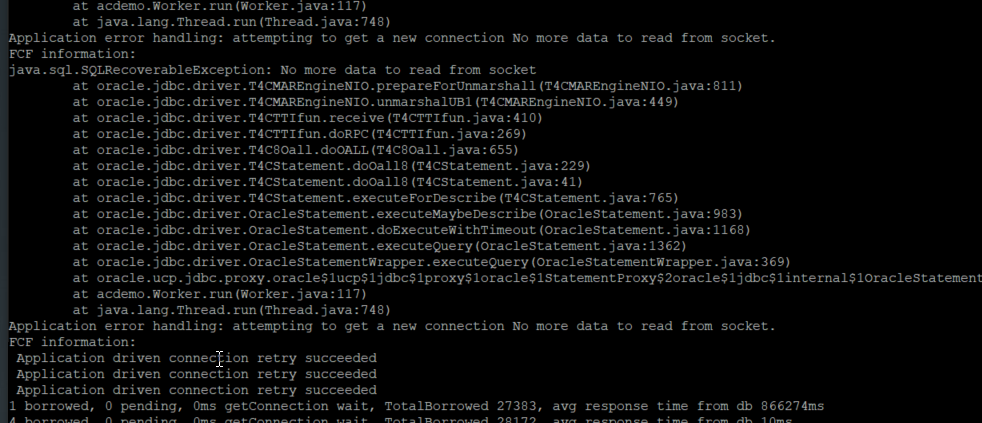 at acdemo.Worker.run(Worker.java:117)
at java.lang.Thread.run(Thread.java:748)
Application error handling: attempting to get a new connection No more data to read from socket.
FCF information:
java.sql.SQLRecoverableException: No more data to read from socket
at oracle.jdbc.driver.T4CMAREngineNIO.prepareForUnmarshall(T4CMAREngineNIO.java:811)
at oracle.jdbc.driver.T4CMAREngineNIO.unmarshalUB1(T4CMAREngineNIO.java:449)
at oracle.jdbc.driver.T4CTTIfun.receive(T4CTTIfun.java:410)
at oracle.jdbc.driver.T4CTTIfun.doRPC(T4CTTIfun.java:269)
at oracle.jdbc.driver.T4C8Oall.doOALL(T4C8Oall.java:655)
at oracle.jdbc.driver.T4CStatement.doOall8(T4CStatement.java:229)
at oracle.jdbc.driver.T4CStatement.doOall8(T4CStatement.java:41)
at oracle.jdbc.driver.T4CStatement.executeForDescribe(T4CStatement.java:765)
at oracle.jdbc.driver.OracleStatement.executeMaybeDescribe(OracleStatement.java:983)
at oracle.jdbc.driver.OracleStatement.doExecuteWithTimeout(OracleStatement.java:1168)
at oracle.jdbc.driver.OracleStatement.executeQuery(OracleStatement.java:1362)
at oracle.jdbc.driver.OracleStatementWrapper.executeQuery(OracleStatementWrapper.java:369)
at oracle.ucp.jdbc.proxy.oracle$1ucp$1jdbc$1proxy$1oracle$1StatementProxy$2oracle$1jdbc$1internal$1OracleStatement
at acdemo.Worker.run(Worker.java:117)
at java.lang.Thread.run(Thread.java:748)
Application error handling: attempting to get a new connection No more data to read from socket.
FCF information:
Application driven connection retry succeeded
Application driven connection retry succeeded
Application driven connection retry succeeded
1 borrowed, 0 pending, 0ms getConnection wait, TotalBorrowed 27383, avg response time from db 866274ms
4 borrowed, 0 pending, 0ms getConnection wait, TotalBorrowed 28172, avg response time from db 10ms